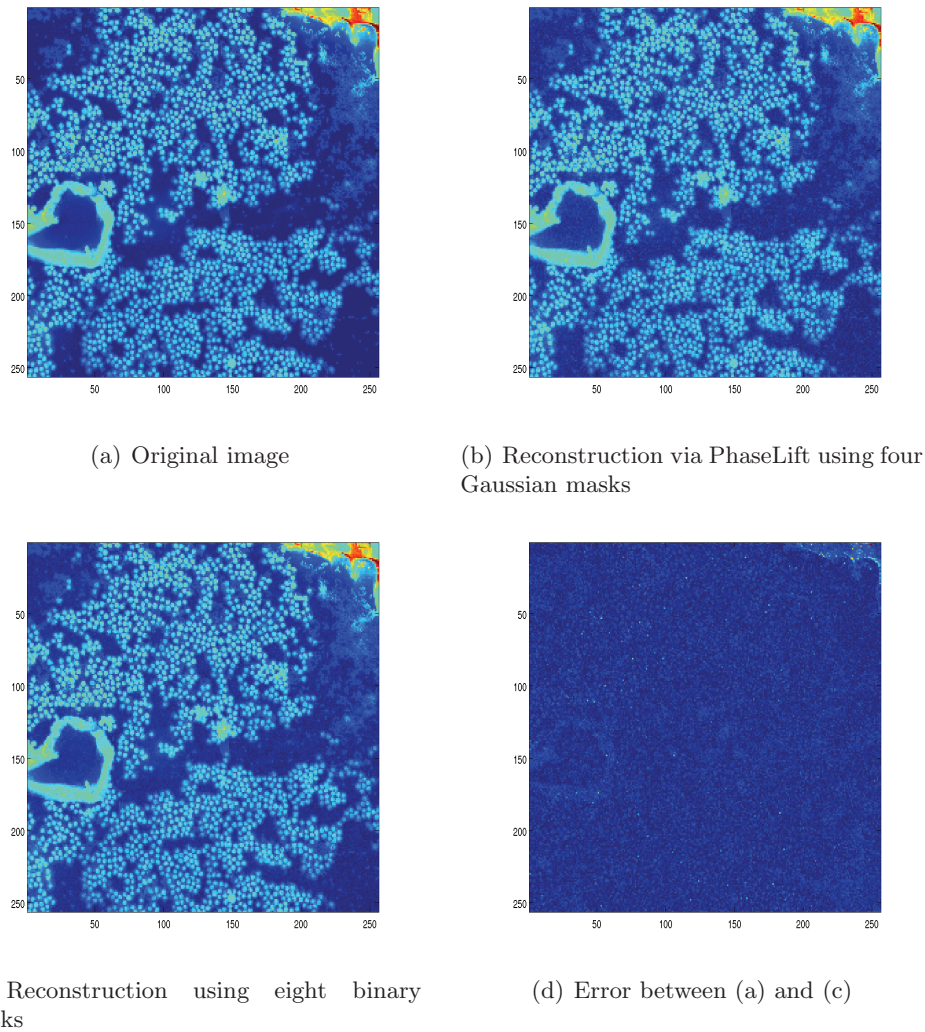 50
100
150
200
250
50 100 150 200 250
50
100
150
200
250
50 100 150 200 250
(a) Original image
(b) Reconstruction via PhaseLift using four
Gaussian masks
50
100
150
200
250
50 100 150 200 250
50
100
150
200
250
50 100 150 200 250
Reconstruction using eight binary
ks
(d) Error between (a) and (c)